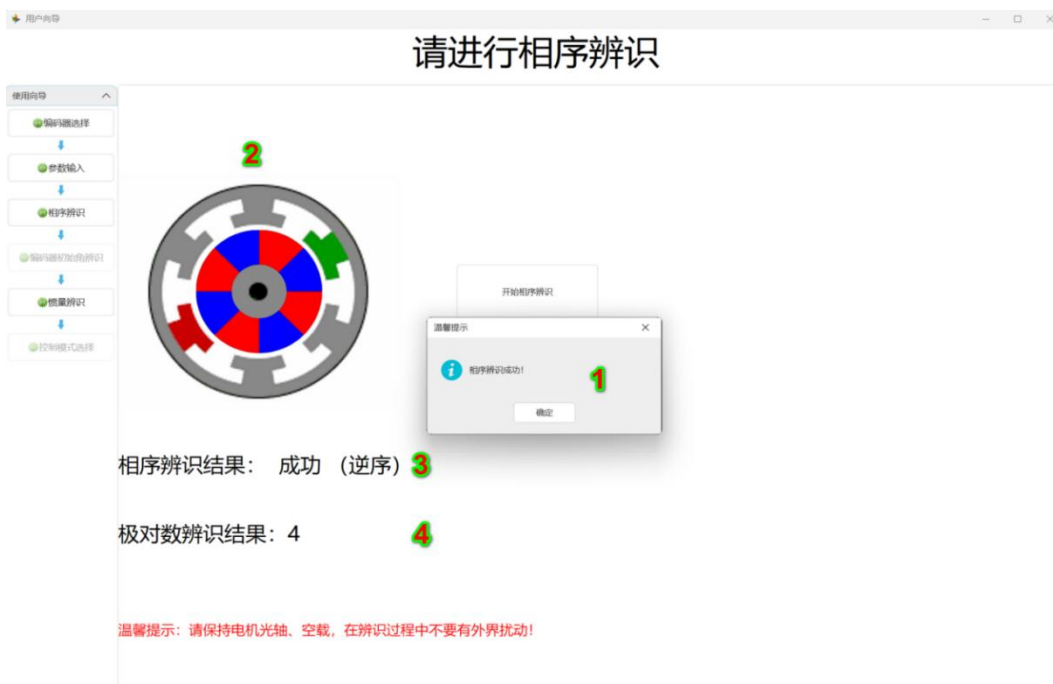 用户向导
请进行相序辨识
使用向导
编码器选择
参数输入
相序辨识
编码器初始角辨识
惯量辨识
控制模式选择
2
开始相序辨识
温馨提示
相序辨识成功!
1
确定
相序辨识结果: 成功 (逆序) 3
极对数辨识结果: 4 4
温馨提示: 请保持电机光轴、空载, 在辨识过程中不要有外界扰动!